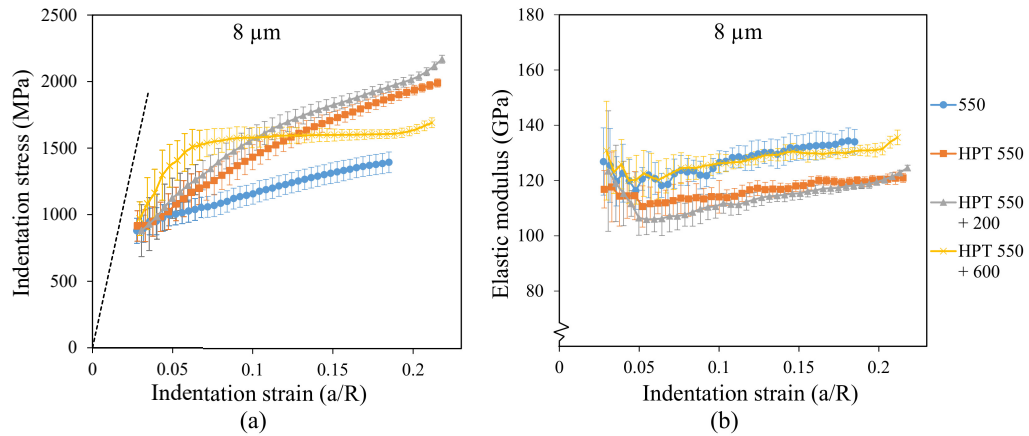 8 µm
Indentation stress (MPa)
2500
2000
1500
1000
500
0
0
0.05
0.1
0.15
0.2
Indentation strain (a/R)
(a)
8 µm
Elastic modulus (GPa)
180
160
140
120
100
80
0
0.05
0.1
0.15
0.2
Indentation strain (a/R)
(b)
550
HPT 550
HPT 550
+ 200
HPT 550
+ 600